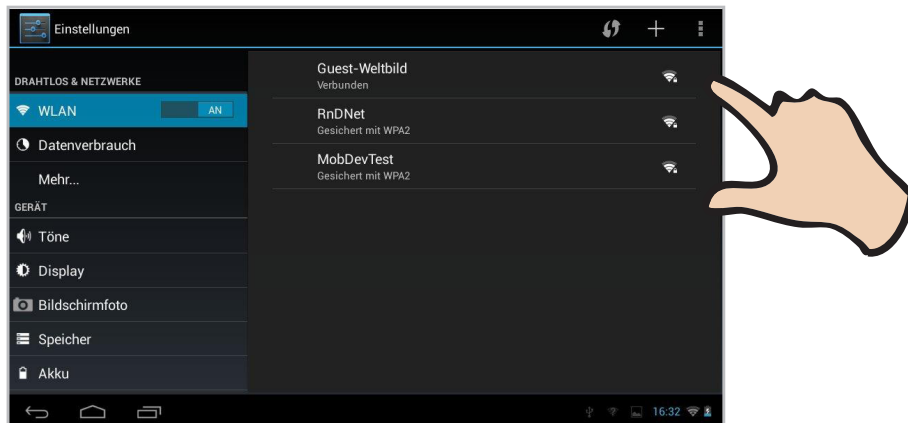 Einstellungen
DRAHTLOS & NETZWERKE
WLAN AN
Datenverbrauch
Mehr...
GERÄT
Töne
Display
Bildschirmfoto
Speicher
Akku
Guest-Weltbild
Verbunden
RnDNet
Gesichert mit WPA2
MobDevTest
Gesichert mit WPA2
16:32